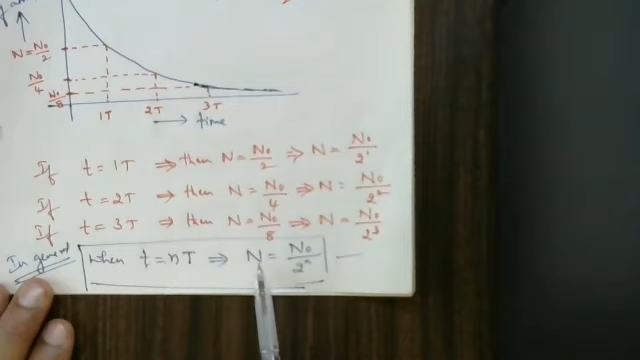 N = N₀/2
N₀/4
N₀/8
1T 2T 3T
→ time
If t = 1T ⇒ then N = N₀/2 ⇒ N = N₀/2¹
If t = 2T ⇒ then N = N₀/4 ⇒ N = N₀/2²
If t = 3T ⇒ then N = N₀/8 ⇒ N = N₀/2³
In general when t = nT ⇒ N = N₀/2ⁿ